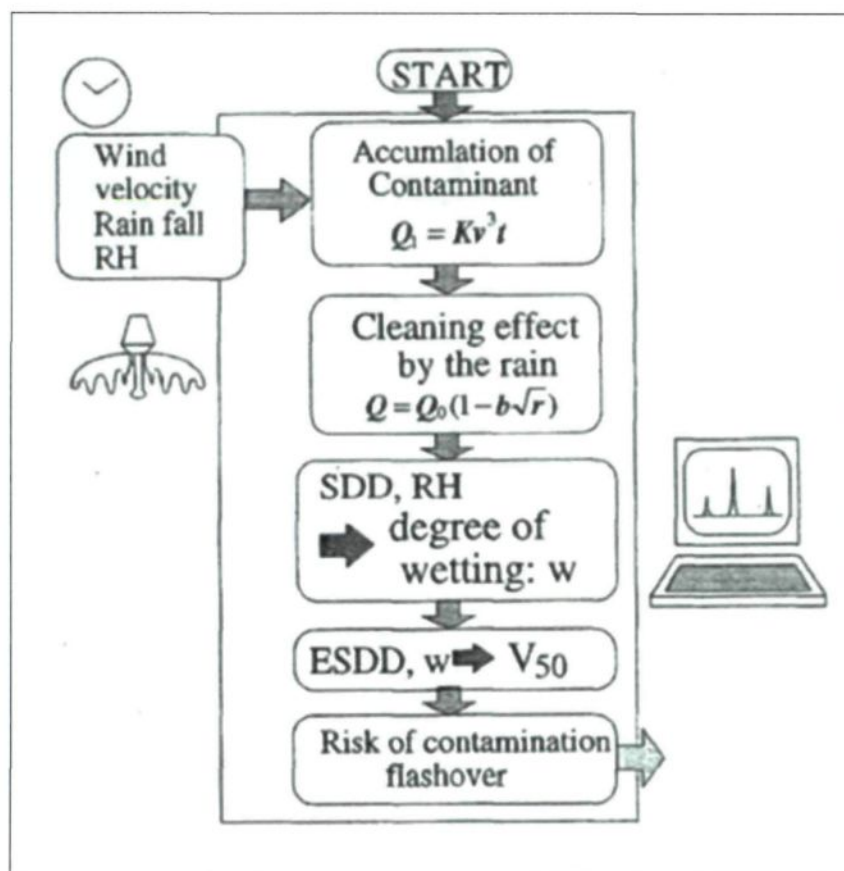 START
Wind
velocity
Rain fall
RH
Accumlation of
Contaminant
Q₁ = Kv³t
Cleaning effect
by the rain
Q = Q₀(1−b√r)
SDD, RH
degree of
wetting: w
ESDD, w V₅₀
Risk of contamination
flashover